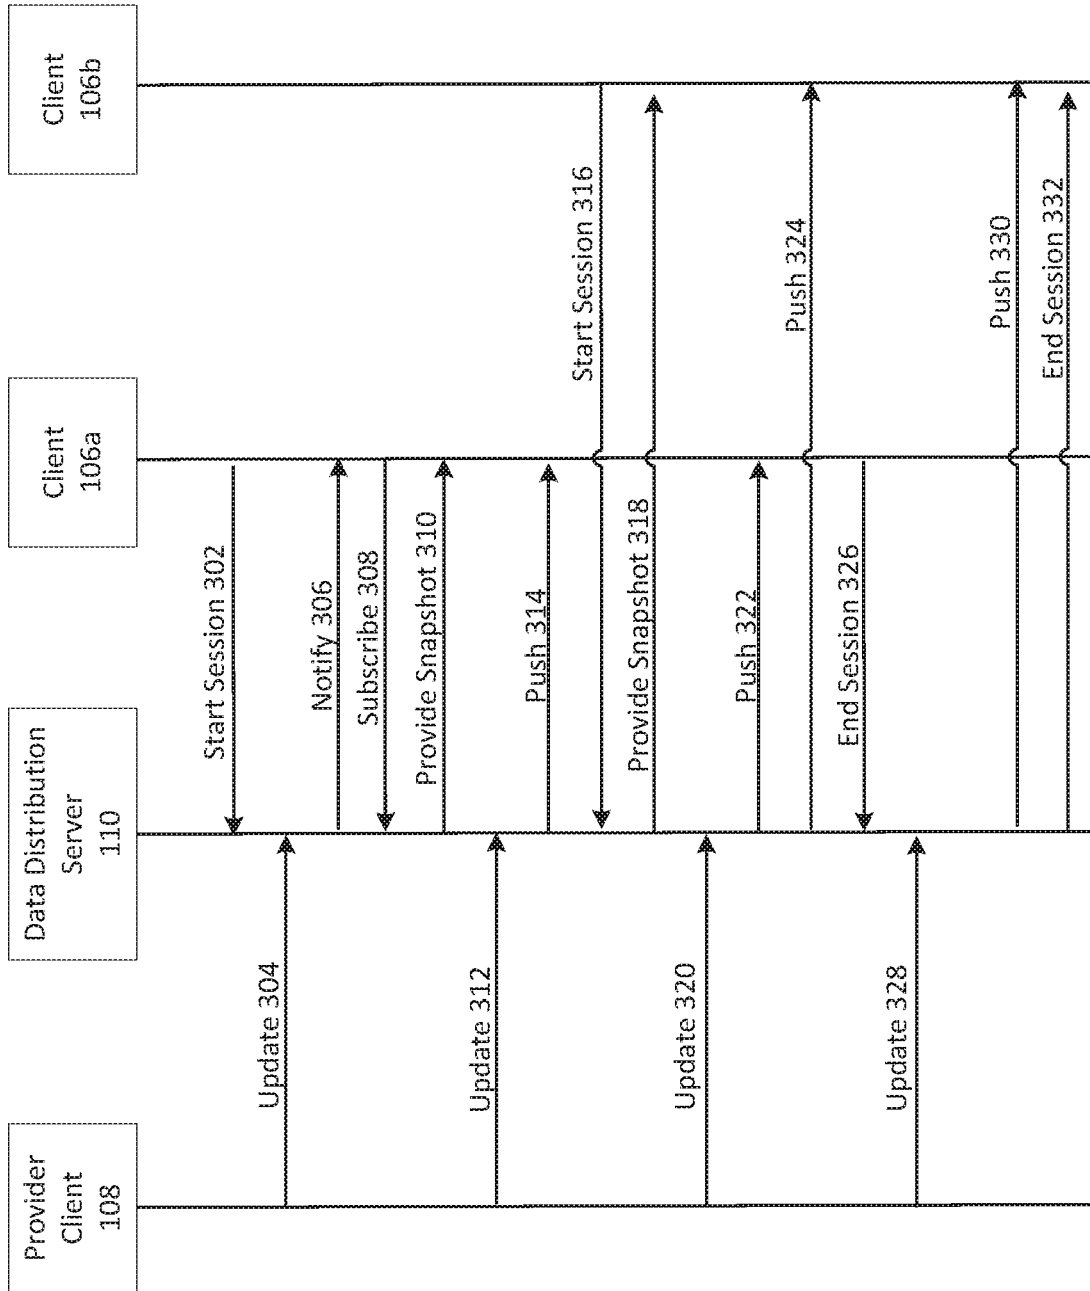 Provider
Client
108
Data Distribution
Server
110
Client
106a
Client
106b
Start Session 302
Update 304
Notify 306
Subscribe 308
Provide Snapshot 310
Update 312
Push 314
Start Session 316
Provide Snapshot 318
Update 320
Push 322
Push 324
End Session 326
Update 328
Push 330
End Session 332